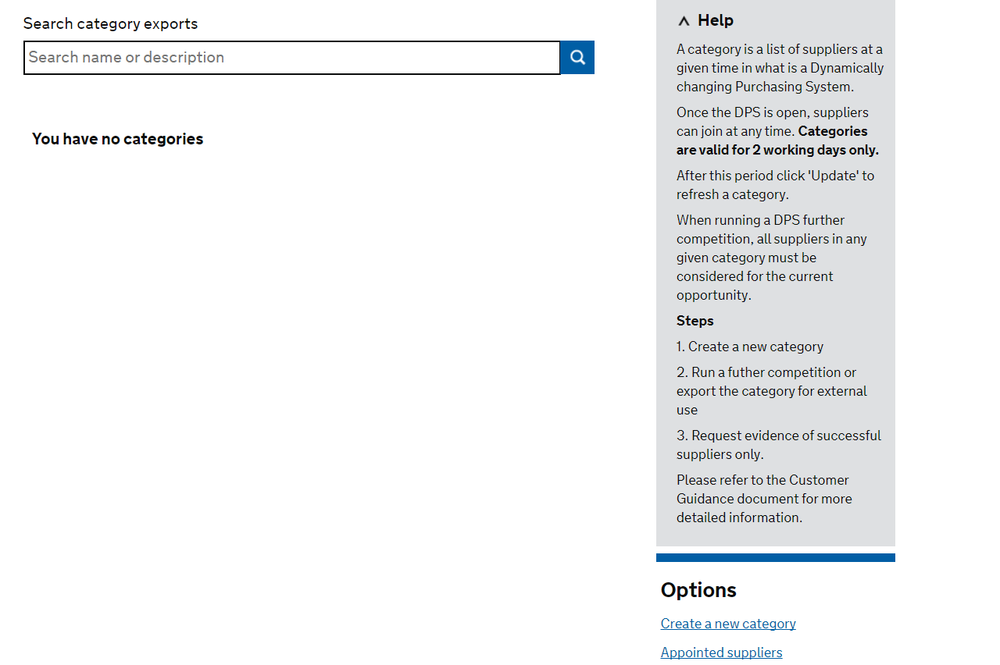 Search category exports
Search name or description
You have no categories
Help
A category is a list of suppliers at a
given time in what is a Dynamically
changing Purchasing System.
Once the DPS is open, suppliers
can join at any time. Categories
are valid for 2 working days only.
After this period click 'Update' to
refresh a category.
When running a DPS further
competition, all suppliers in any
given category must be
considered for the current
opportunity.
Steps
1. Create a new category
2. Run a futher competition or
export the category for external
use
3. Request evidence of successful
suppliers only.
Please refer to the Customer
Guidance document for more
detailed information.
Options
Create a new category
Appointed suppliers